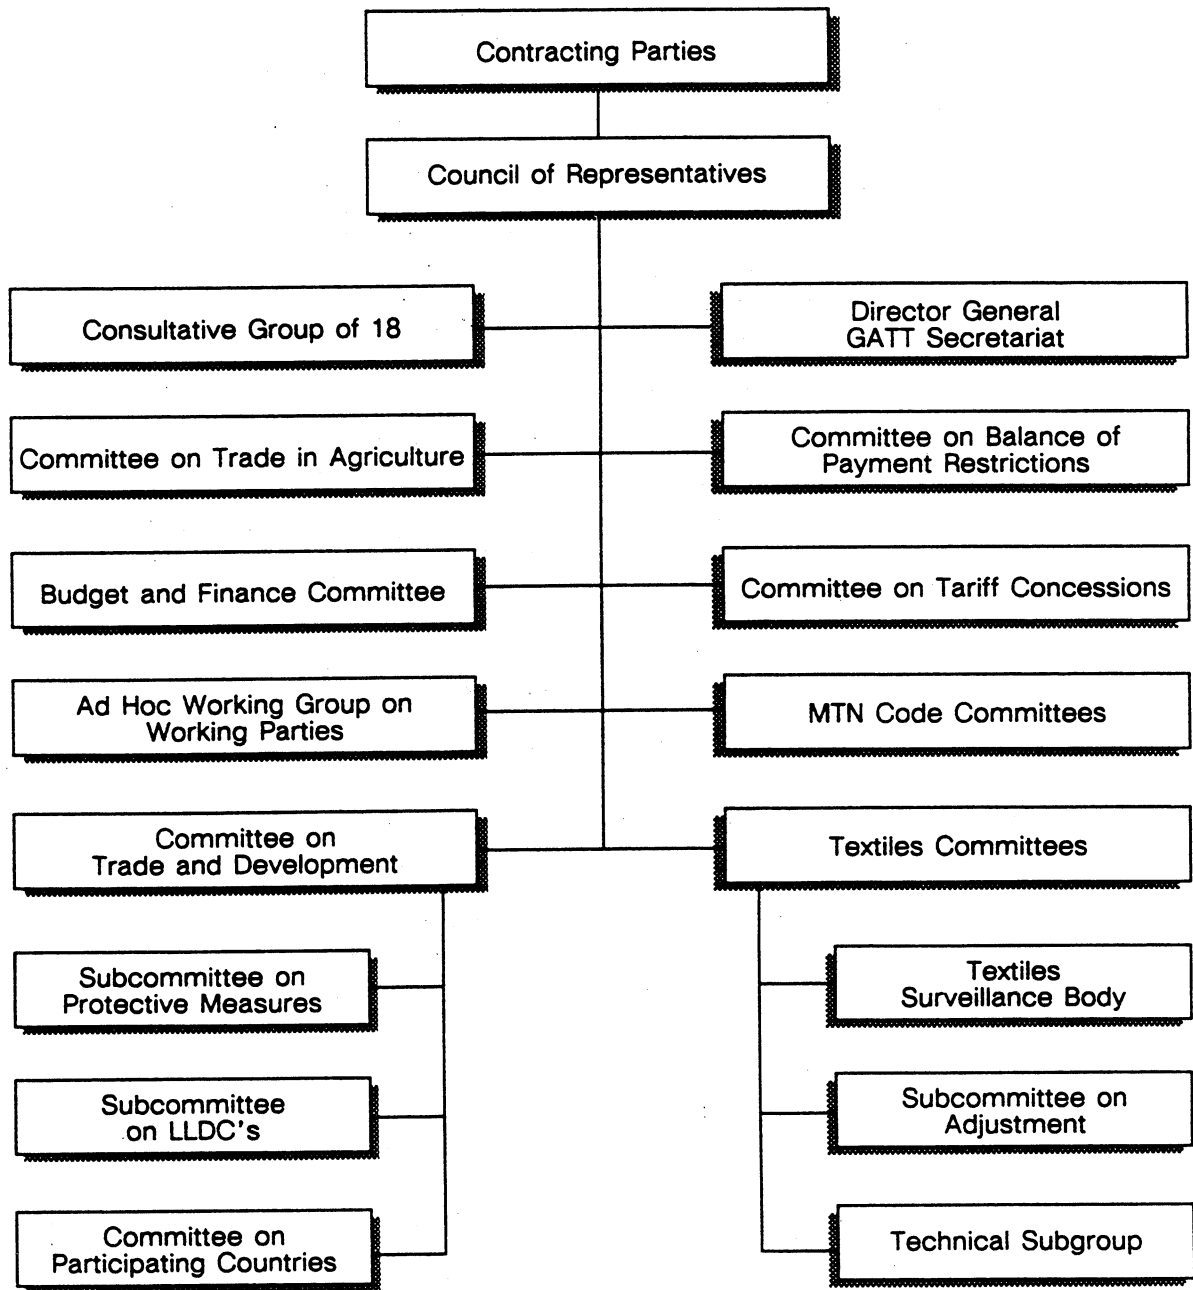 Contracting Parties
Council of Representatives
Consultative Group of 18
Director General
GATT Secretariat
Committee on Trade in Agriculture
Committee on Balance of
Payment Restrictions
Budget and Finance Committee
Committee on Tariff Concessions
Ad Hoc Working Group on
Working Parties
MTN Code Committees
Committee on
Trade and Development
Textiles Committees
Subcommittee on
Protective Measures
Textiles
Surveillance Body
Subcommittee
on LLDC's
Subcommittee on
Adjustment
Committee on
Participating Countries
Technical Subgroup